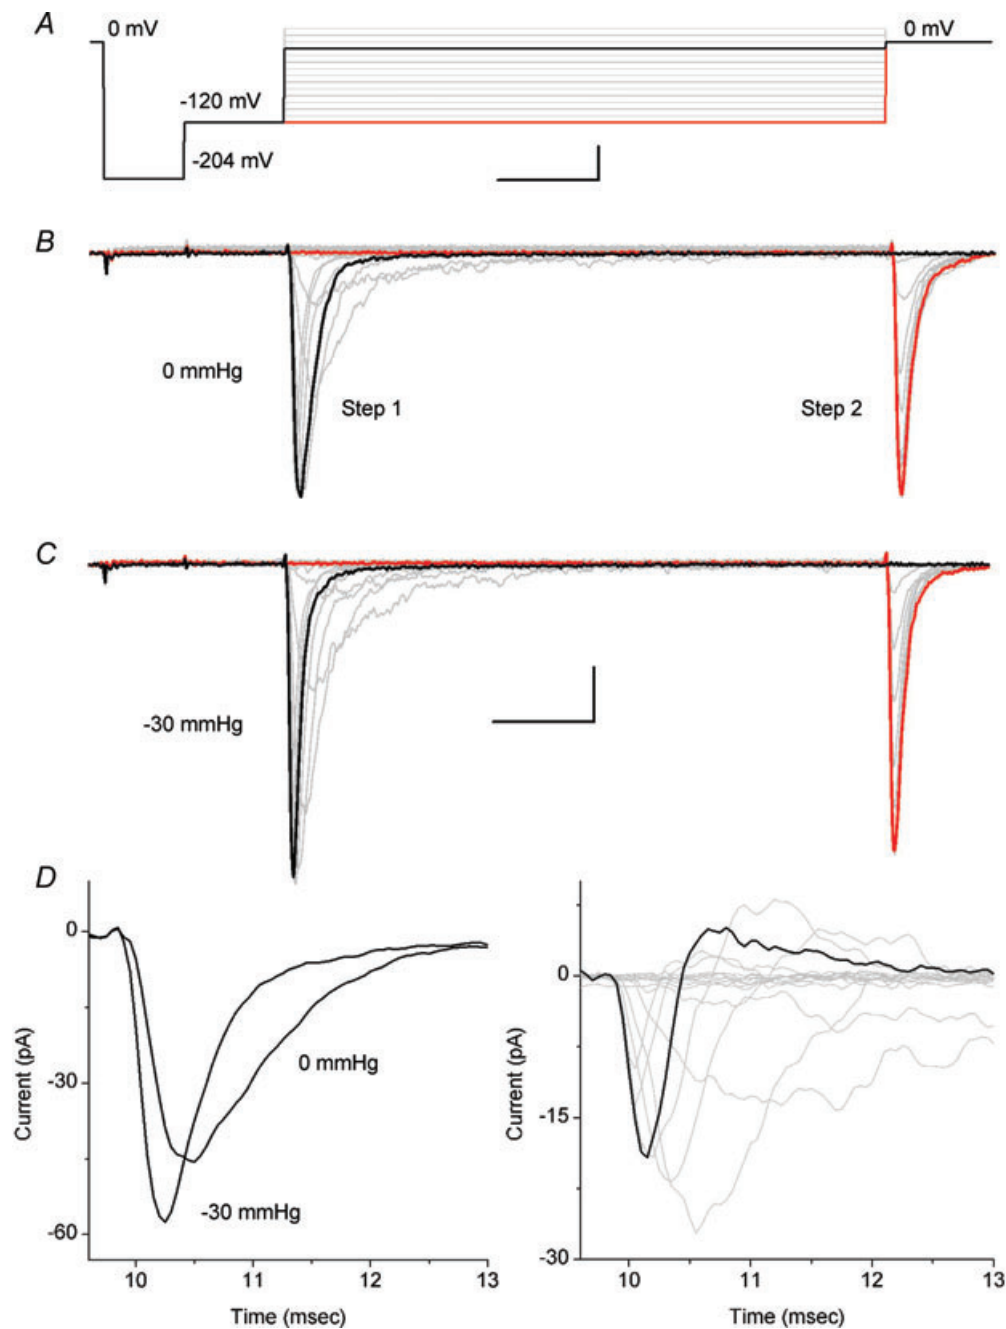 A
0 mV
0 mV
-120 mV
-204 mV
B
0 mmHg
Step 1
Step 2
C
-30 mmHg
D
0
-30
-60
Current (pA)
0 mmHg
-30 mmHg
10 11 12 13
Time (msec)
0
-15
-30
Current (pA)
10 11 12 13
Time (msec)